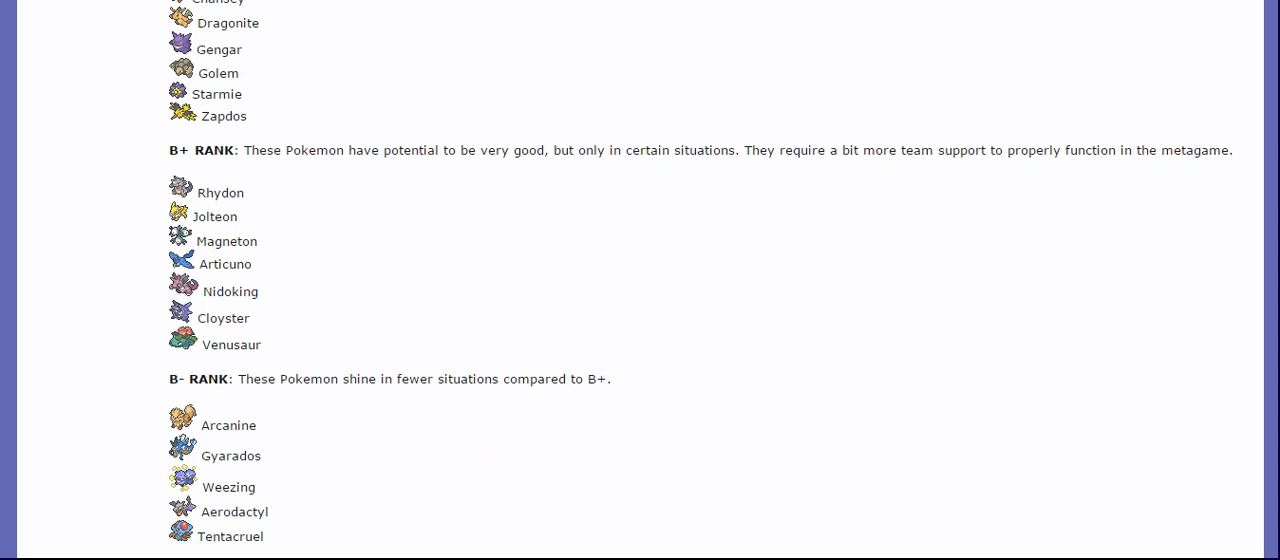 Chansey
Dragonite
Gengar
Golem
Starmie
Zapdos
B+ RANK: These Pokemon have potential to be very good, but only in certain situations. They require a bit more team support to properly function in the metagame.
Rhydon
Jolteon
Magneton
Articuno
Nidoking
Cloyster
Venusaur
B- RANK: These Pokemon shine in fewer situations compared to B+.
Arcanine
Gyarados
Weezing
Aerodactyl
Tentacruel